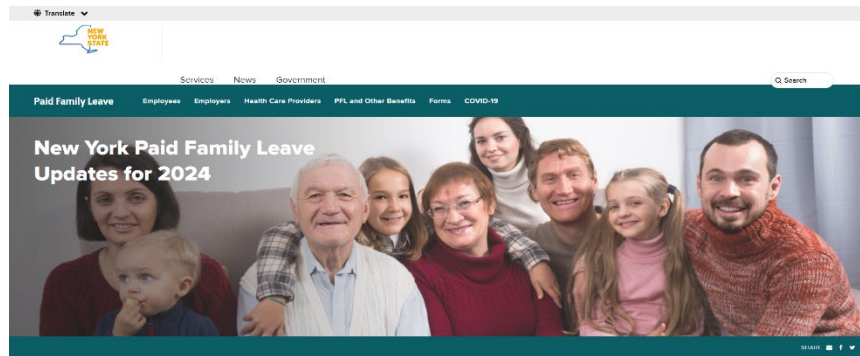 Translate
NEW
YORK
STATE
Services News Government
Search
Paid Family Leave Employees Employers Health Care Providers PFL and Other Benefits Forms COVID-19
New York Paid Family Leave
Updates for 2024
SHARE